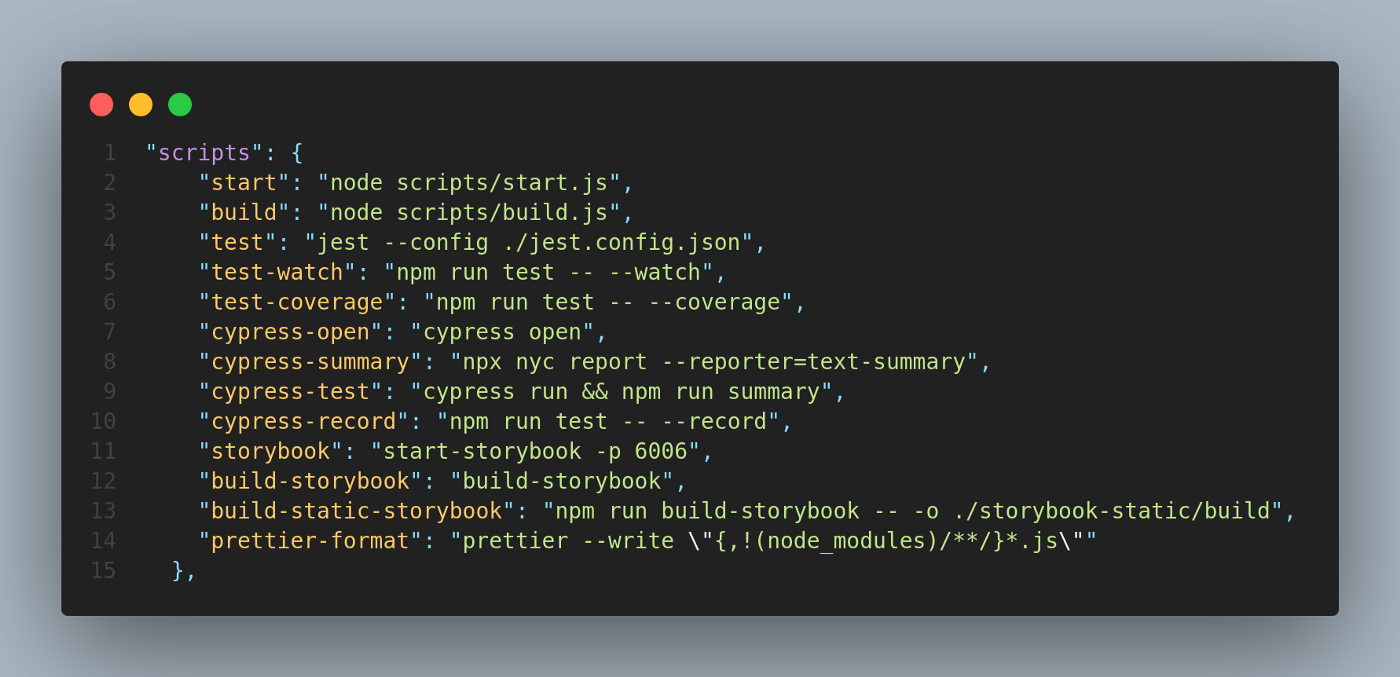 1 "scripts": {
2 "start": "node scripts/start.js",
3 "build": "node scripts/build.js",
4 "test": "jest --config ./jest.config.json",
5 "test-watch": "npm run test -- --watch",
6 "test-coverage": "npm run test -- --coverage",
7 "cypress-open": "cypress open",
8 "cypress-summary": "npx nyc report --reporter=text-summary",
9 "cypress-test": "cypress run && npm run summary",
10 "cypress-record": "npm run test -- --record",
11 "storybook": "start-storybook -p 6006",
12 "build-storybook": "build-storybook",
13 "build-static-storybook": "npm run build-storybook -- -o ./storybook-static/build",
14 "prettier-format": "prettier --write \"{,!(node_modules)/**/}*.js\""
15 },